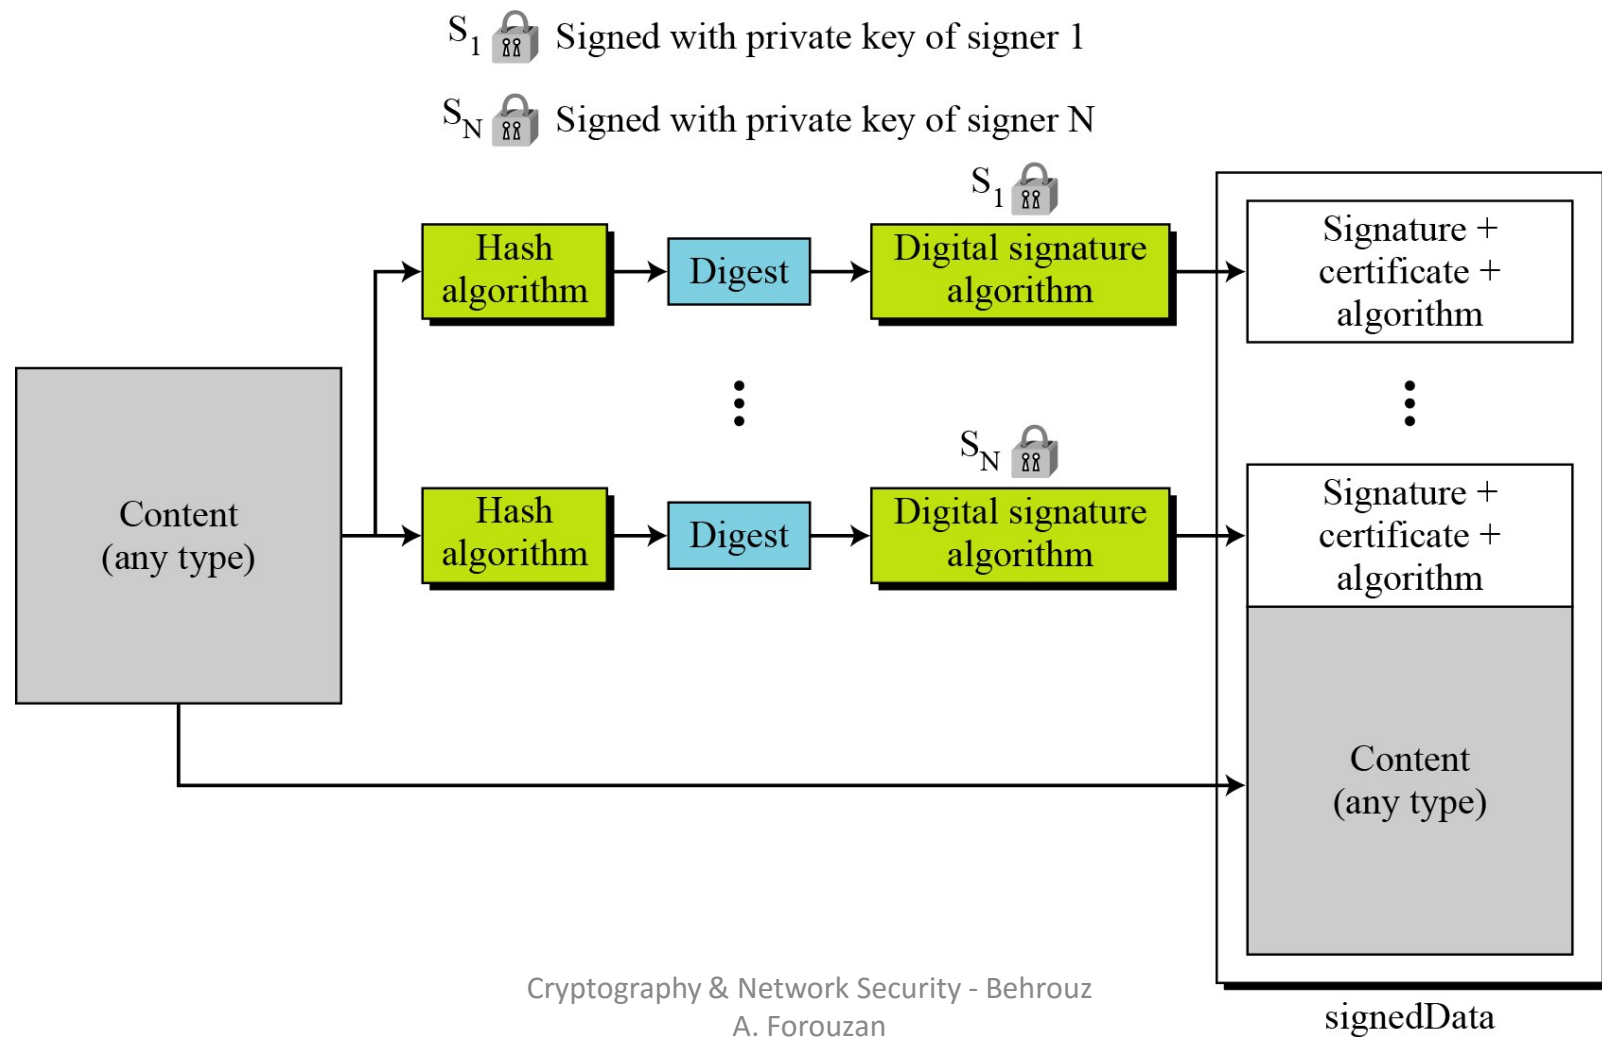 S1 Signed with private key of signer 1
SN Signed with private key of signer N
S1
Hash
algorithm
Digest
Digital signature
algorithm
Signature +
certificate +
algorithm
SN
Content
(any type)
Hash
algorithm
Digest
Digital signature
algorithm
Signature +
certificate +
algorithm
Content
(any type)
signedData
Cryptography & Network Security - Behrouz
A. Forouzan